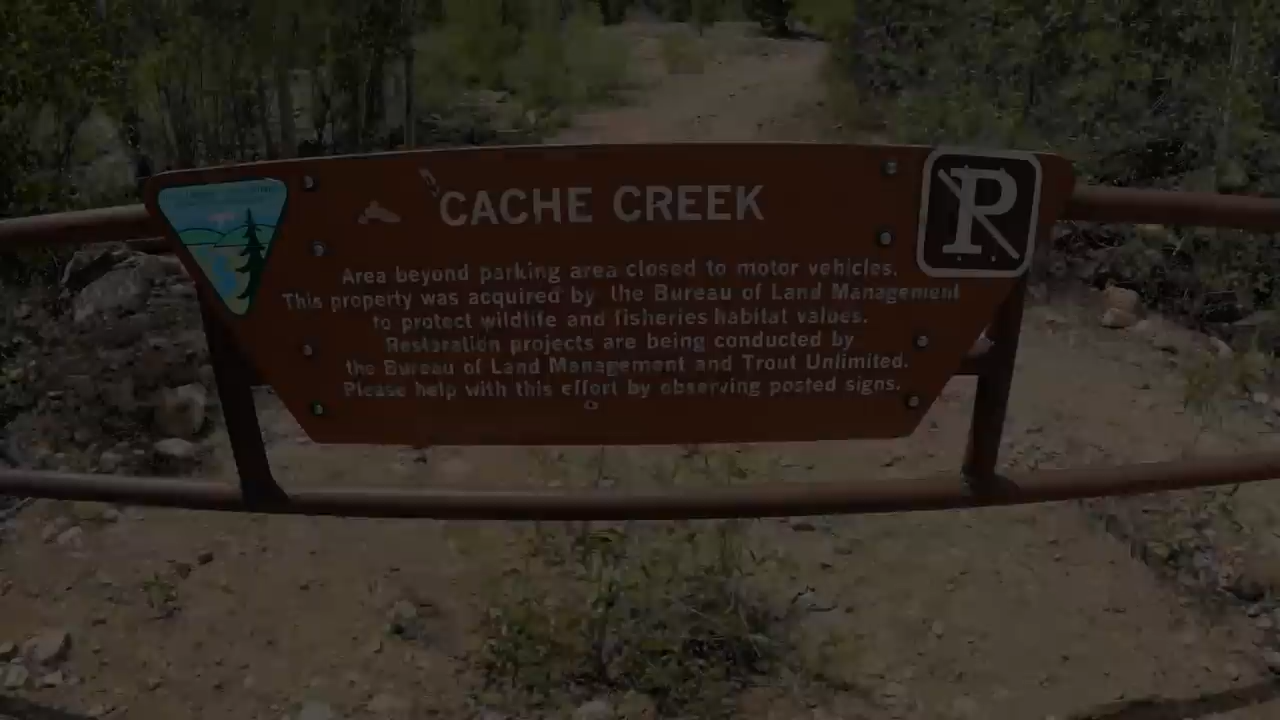 CACHE CREEK
P
Area beyond parking area closed to motor vehicles.
This property was acquired by the Bureau of Land Management
to protect wildlife and fisheries habitat values.
Restoration projects are being conducted by
the Bureau of Land Management and Trout Unlimited.
Please help with this effort by observing posted signs.